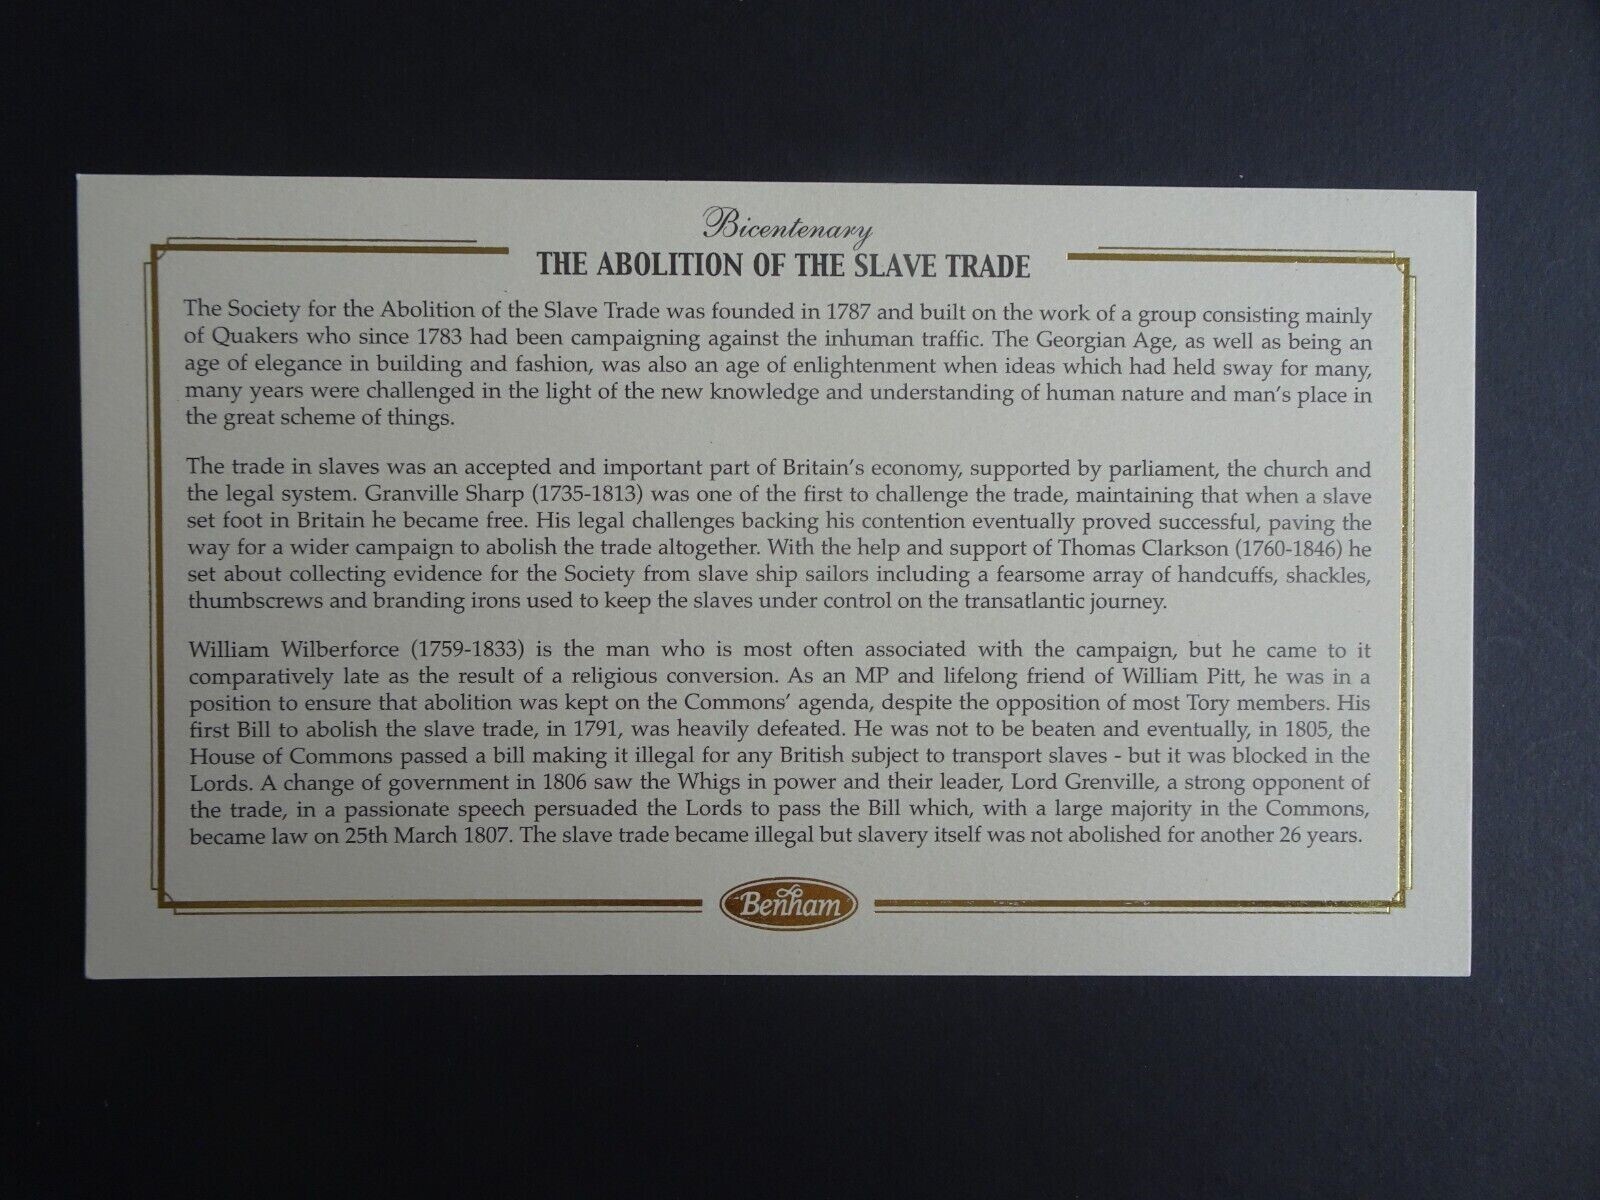 Bicentenary
THE ABOLITION OF THE SLAVE TRADE
The Society for the Abolition of the Slave Trade was founded in 1787 and built on the work of a group consisting mainly
of Quakers who since 1783 had been campaigning against the inhuman traffic. The Georgian Age, as well as being an
age of elegance in building and fashion, was also an age of enlightenment when ideas which had held sway for many,
many years were challenged in the light of the new knowledge and understanding of human nature and man's place in
the great scheme of things.
The trade in slaves was an accepted and important part of Britain's economy, supported by parliament, the church and
the legal system. Granville Sharp (1735-1813) was one of the first to challenge the trade, maintaining that when a slave
set foot in Britain he became free. His legal challenges backing his contention eventually proved successful, paving the
way for a wider campaign to abolish the trade altogether. With the help and support of Thomas Clarkson (1760-1846) he
set about collecting evidence for the Society from slave ship sailors including a fearsome array of handcuffs, shackles,
thumbscrews and branding irons used to keep the slaves under control on the transatlantic journey.
William Wilberforce (1759-1833) is the man who is most often associated with the campaign, but he came to it
comparatively late as the result of a religious conversion. As an MP and lifelong friend of William Pitt, he was in a
position to ensure that abolition was kept on the Commons' agenda, despite the opposition of most Tory members. His
first Bill to abolish the slave trade, in 1791, was heavily defeated. He was not to be beaten and eventually, in 1805, the
House of Commons passed a bill making it illegal for any British subject to transport slaves - but it was blocked in the
Lords. A change of government in 1806 saw the Whigs in power and their leader, Lord Grenville, a strong opponent of
the trade, in a passionate speech persuaded the Lords to pass the Bill which, with a large majority in the Commons,
became law on 25th March 1807. The slave trade became illegal but slavery itself was not abolished for another 26 years.
Benham